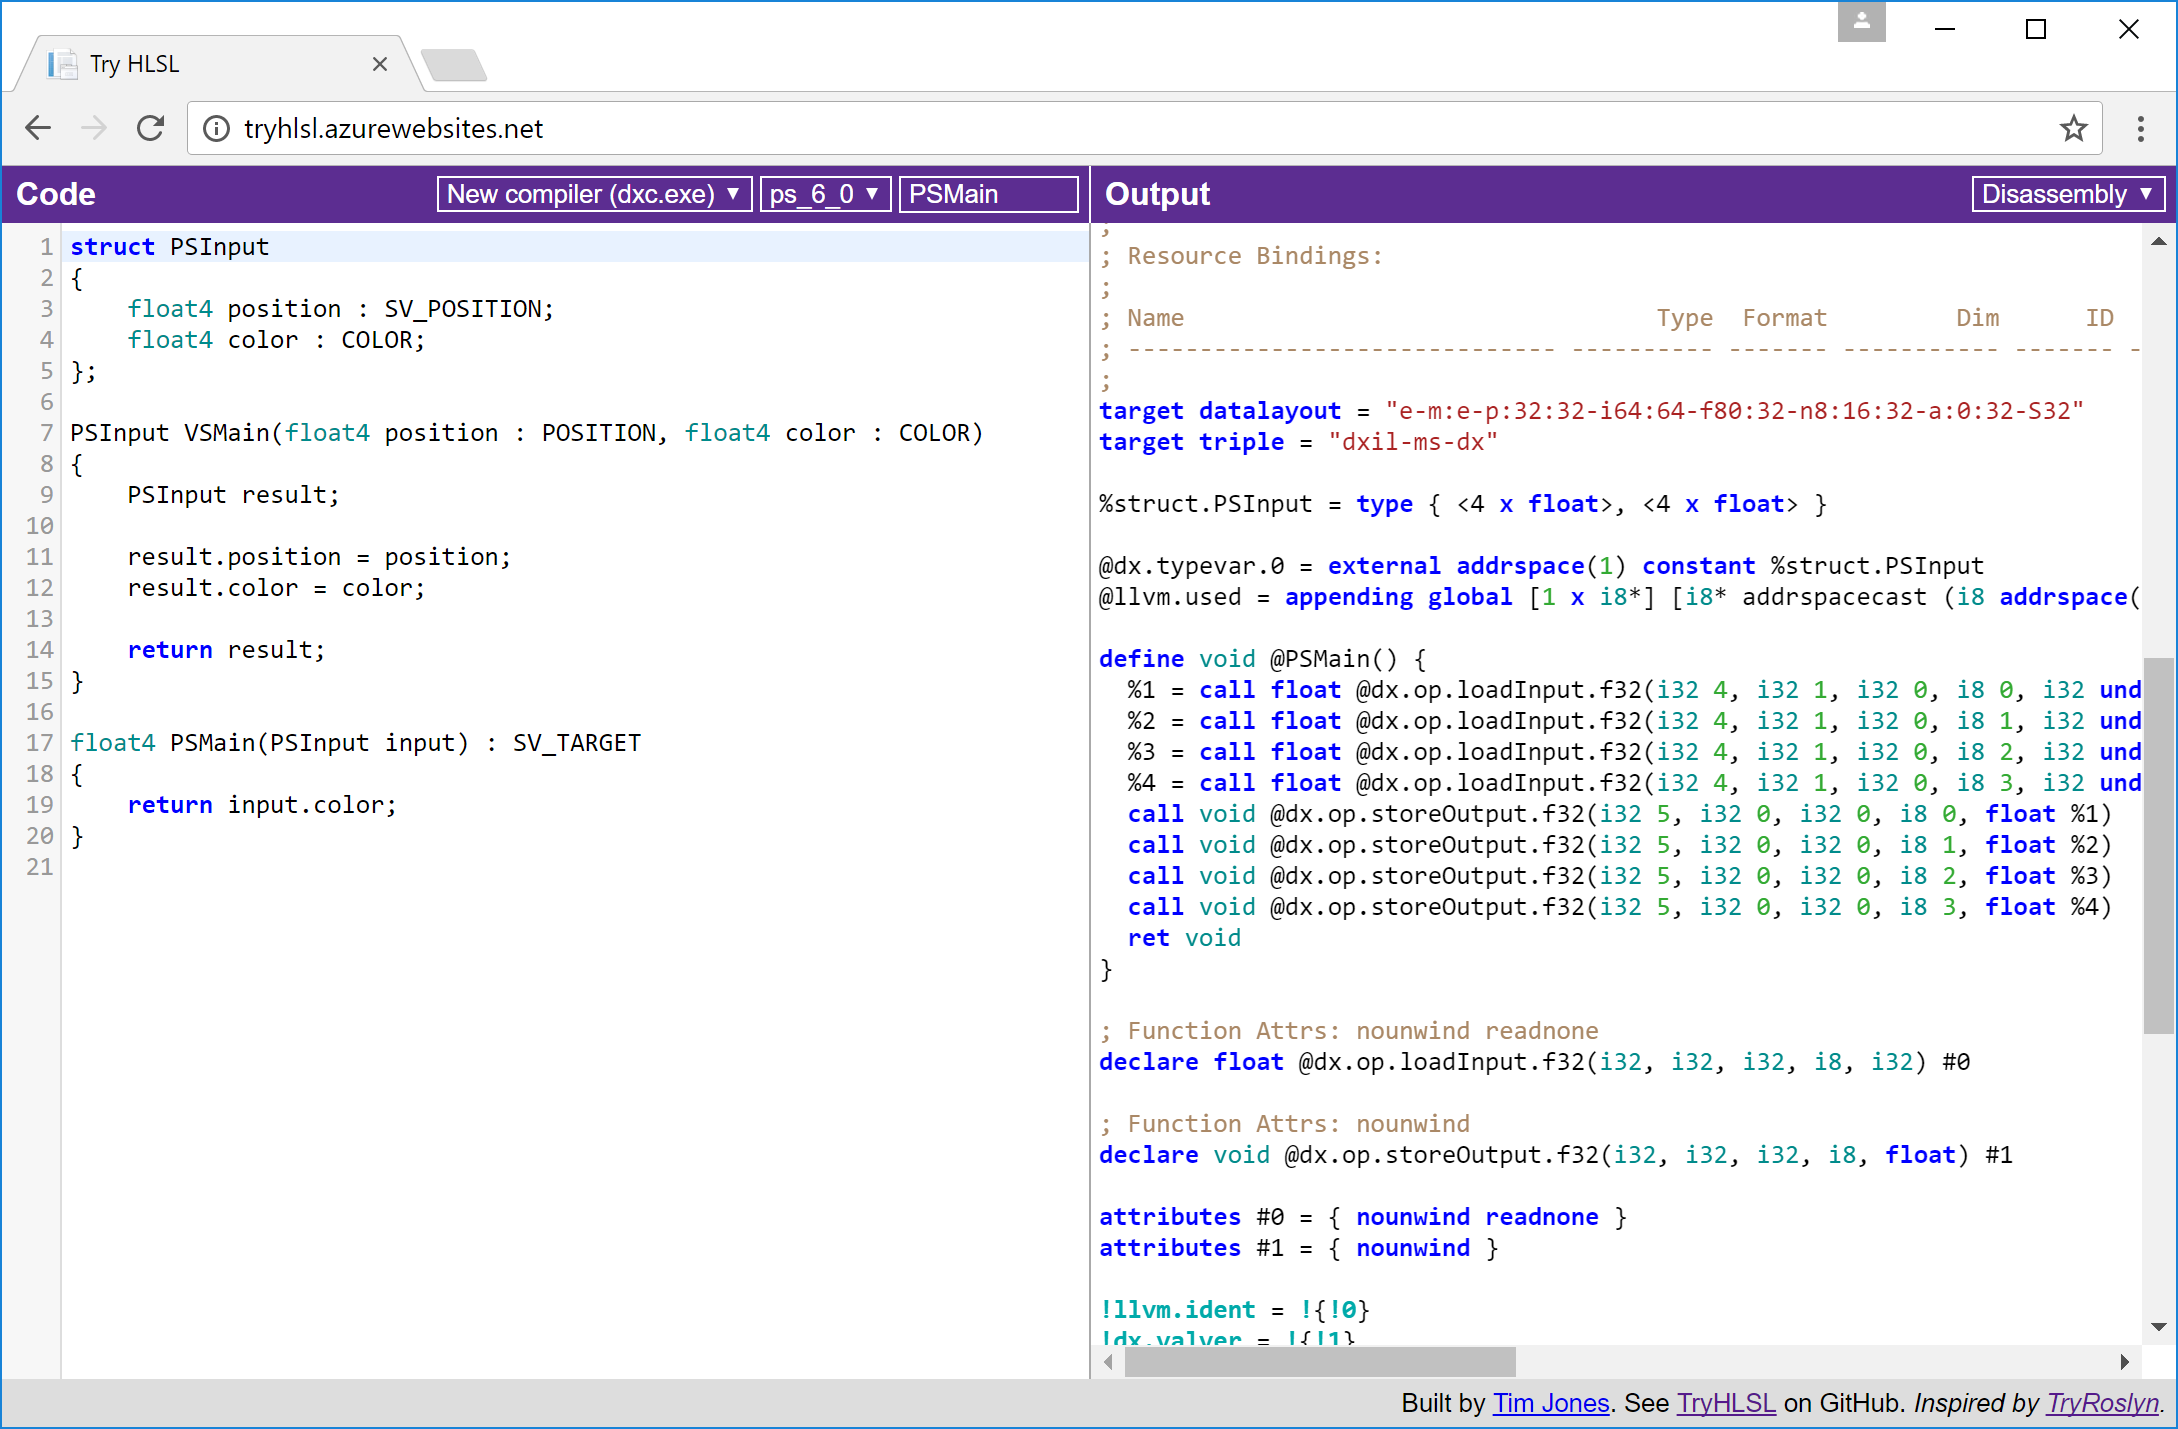 Try HLSL
tryhlsl.azurewebsites.net
Code
New compiler (dxc.exe)
ps_6_0
PSMain
1 struct PSInput
2 {
3     float4 position : SV_POSITION;
4     float4 color : COLOR;
5 };
6
7 PSInput VSMain(float4 position : POSITION, float4 color : COLOR)
8 {
9     PSInput result;
10
11     result.position = position;
12     result.color = color;
13
14     return result;
15 }
16
17 float4 PSMain(PSInput input) : SV_TARGET
18 {
19     return input.color;
20 }
21
Output
Disassembly
;
; Resource Bindings:
;
; Name                                 Type  Format         Dim      ID
; ------------------------------ ---------- ------- ----------- ------- -
;
target datalayout = "e-m:e-p:32:32-i64:64-f80:32-n8:16:32-a:0:32-S32"
target triple = "dxil-ms-dx"

%struct.PSInput = type { <4 x float>, <4 x float> }

@dx.typevar.0 = external addrspace(1) constant %struct.PSInput
@llvm.used = appending global [1 x i8*] [i8* addrspacecast (i8 addrspace(

define void @PSMain() {
  %1 = call float @dx.op.loadInput.f32(i32 4, i32 1, i32 0, i8 0, i32 und
  %2 = call float @dx.op.loadInput.f32(i32 4, i32 1, i32 0, i8 1, i32 und
  %3 = call float @dx.op.loadInput.f32(i32 4, i32 1, i32 0, i8 2, i32 und
  %4 = call float @dx.op.loadInput.f32(i32 4, i32 1, i32 0, i8 3, i32 und
  call void @dx.op.storeOutput.f32(i32 5, i32 0, i32 0, i8 0, float %1)
  call void @dx.op.storeOutput.f32(i32 5, i32 0, i32 0, i8 1, float %2)
  call void @dx.op.storeOutput.f32(i32 5, i32 0, i32 0, i8 2, float %3)
  call void @dx.op.storeOutput.f32(i32 5, i32 0, i32 0, i8 3, float %4)
  ret void
}

; Function Attrs: nounwind readnone
declare float @dx.op.loadInput.f32(i32, i32, i32, i8, i32) #0

; Function Attrs: nounwind
declare void @dx.op.storeOutput.f32(i32, i32, i32, i8, float) #1

attributes #0 = { nounwind readnone }
attributes #1 = { nounwind }

!llvm.ident = !{!0}
!dx.valver = !{!1}
Built by Tim Jones. See TryHLSL on GitHub. Inspired by TryRoslyn.